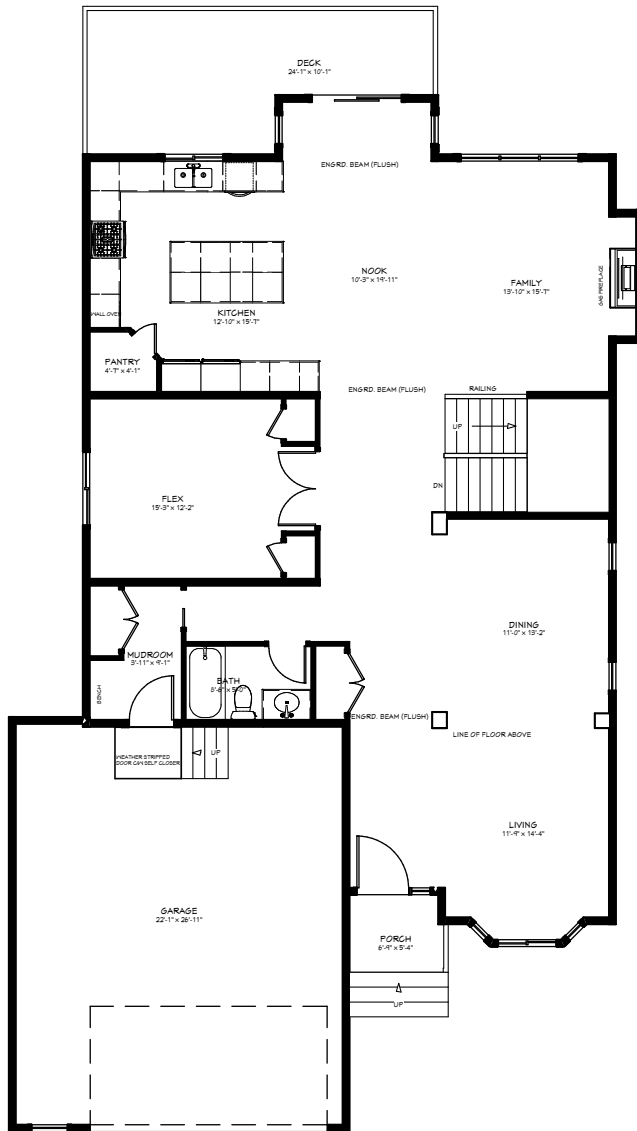 DECK
24'-1" x 10'-1"
ENGRD. BEAM (FLUSH)
NOOK
10'-3" x 19'-11"
FAMILY
13'-10" x 15'-7"
GAS FIREPLACE
KITCHEN
12'-10" x 15'-7"
WALL OVEN
PANTRY
4'-7" x 4'-1"
ENGRD. BEAM (FLUSH)
RAILING
UP
DN
FLEX
15'-3" x 12'-2"
DINING
11'-0" x 13'-2"
MUDROOM
3'-11" x 9'-1"
BENCH
BATH
8'-6" x 5'-0"
ENGRD. BEAM (FLUSH)
LINE OF FLOOR ABOVE
WEATHER STRIPPED
DOOR C/W SELF CLOSER
UP
LIVING
11'-9" x 14'-4"
GARAGE
22'-1" x 26'-11"
PORCH
6'-9" x 5'-4"
UP